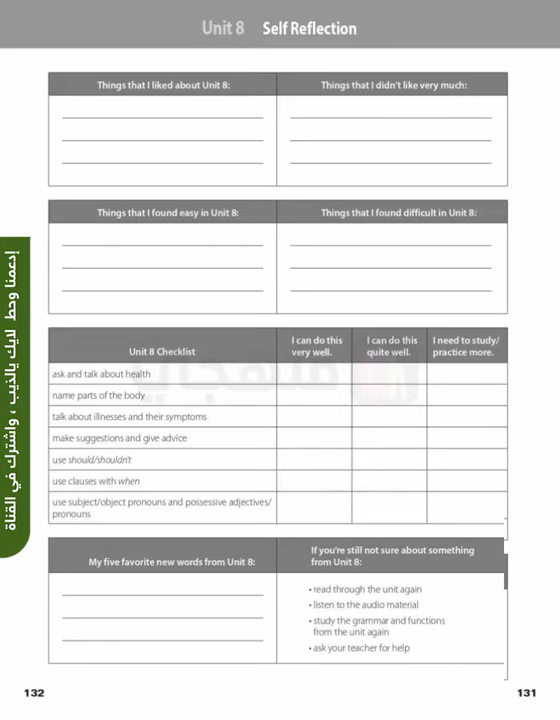 Unit 8 Self Reflection
Things that I liked about Unit 8:
Things that I didn't like very much:
Things that I found easy in Unit 8:
Things that I found difficult in Unit 8:
Unit 8 Checklist
I can do this
very well.
I can do this
quite well.
I need to study/
practice more.
ask and talk about health
name parts of the body
talk about illnesses and their symptoms
make suggestions and give advice
use should/shouldn't
use clauses with when
use subject/object pronouns and possessive adjectives/
pronouns
My five favorite new words from Unit 8:
If you're still not sure about something
from Unit 8:
• read through the unit again
• listen to the audio material
• study the grammar and functions
from the unit again
• ask your teacher for help
132
131
إدعمنا وحط لايك يالذيب ، واشترك في القناة
منهجي